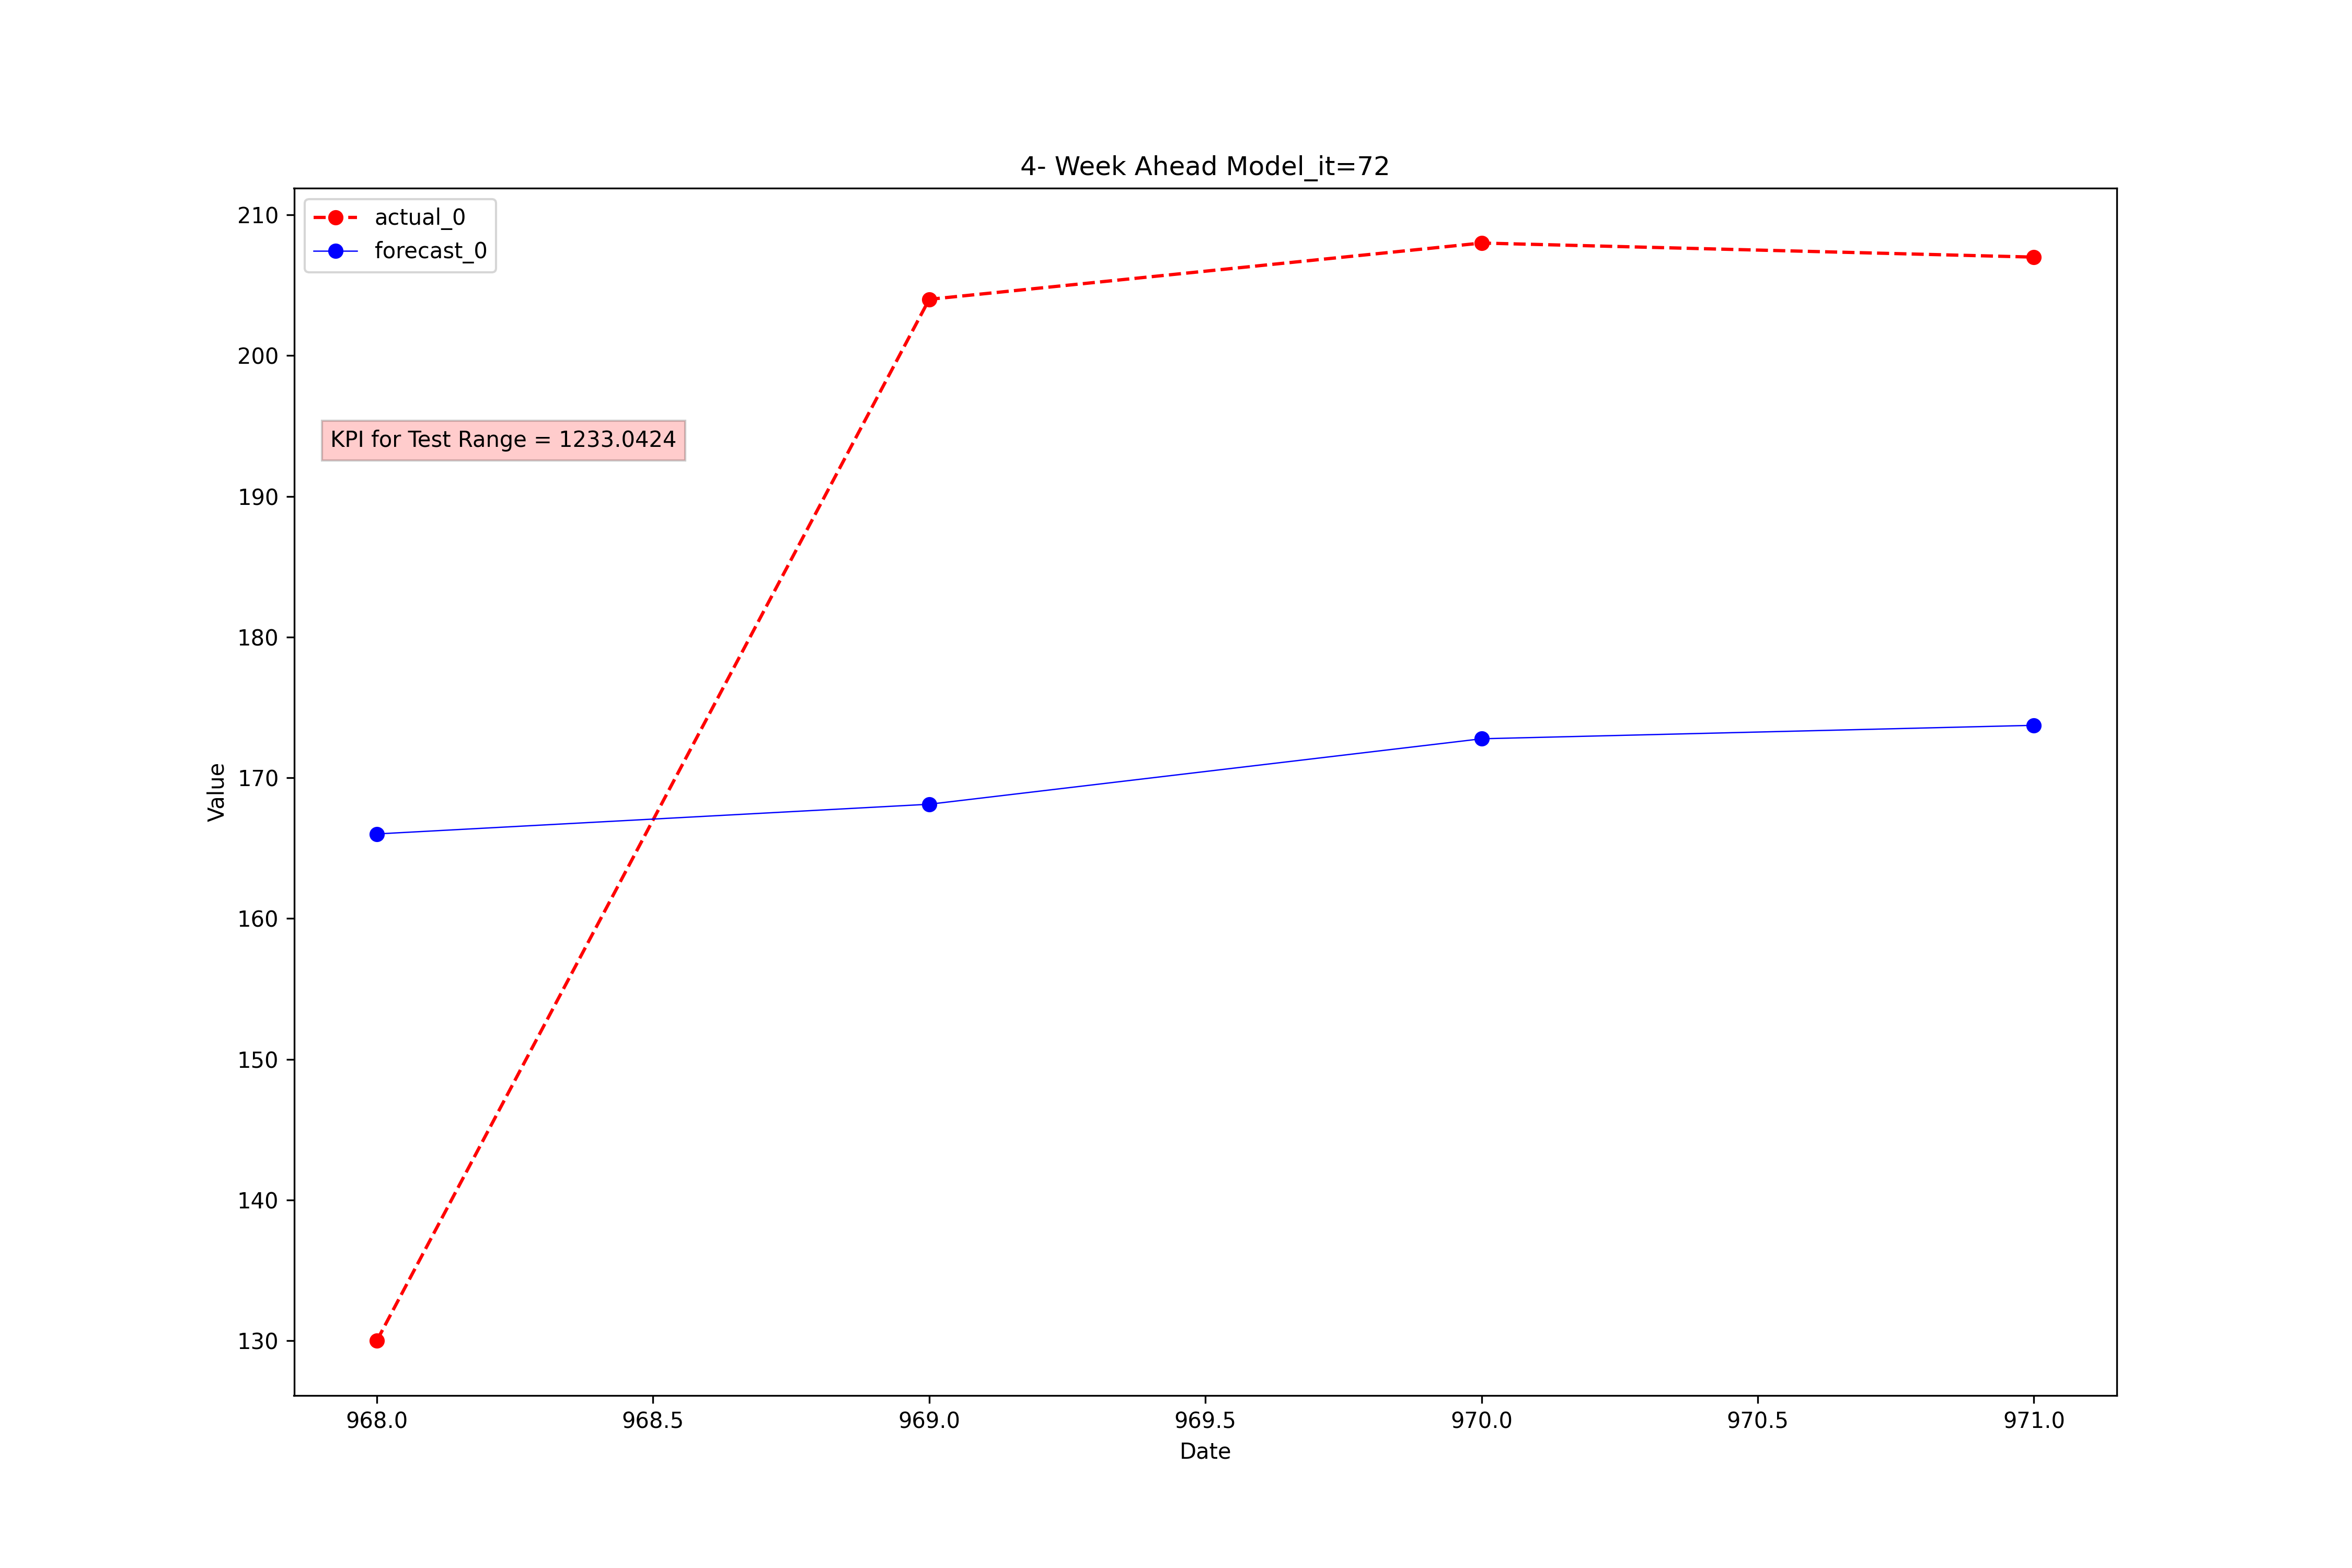 4- Week Ahead Model_it=72
actual_0
forecast_0
KPI for Test Range = 1233.0424
Value
210
200
190
180
170
160
150
140
130
968.0 968.5 969.0 969.5 970.0 970.5 971.0
Date